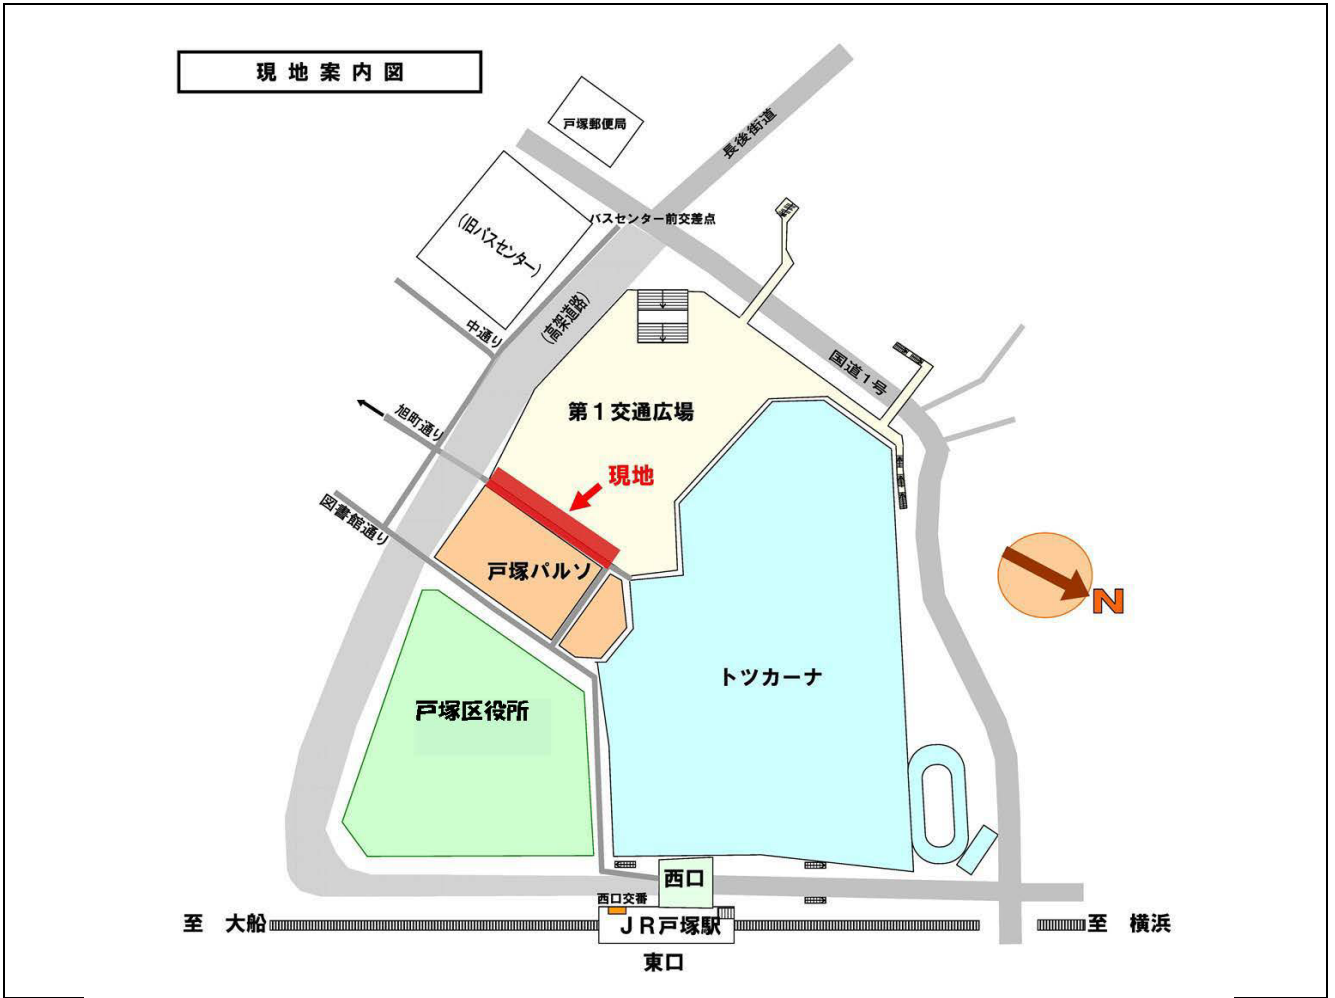 現地案内図
戸塚郵便局
長後街道
バスセンター前交差点
(旧バスセンター)
(高架道路)
中通り
国道1号
旭町通り
第1交通広場
現地
図書館通り
戸塚パルソ
N
トツカーナ
戸塚区役所
西口
西口交番
至 大船
JR戸塚駅
至 横浜
東口